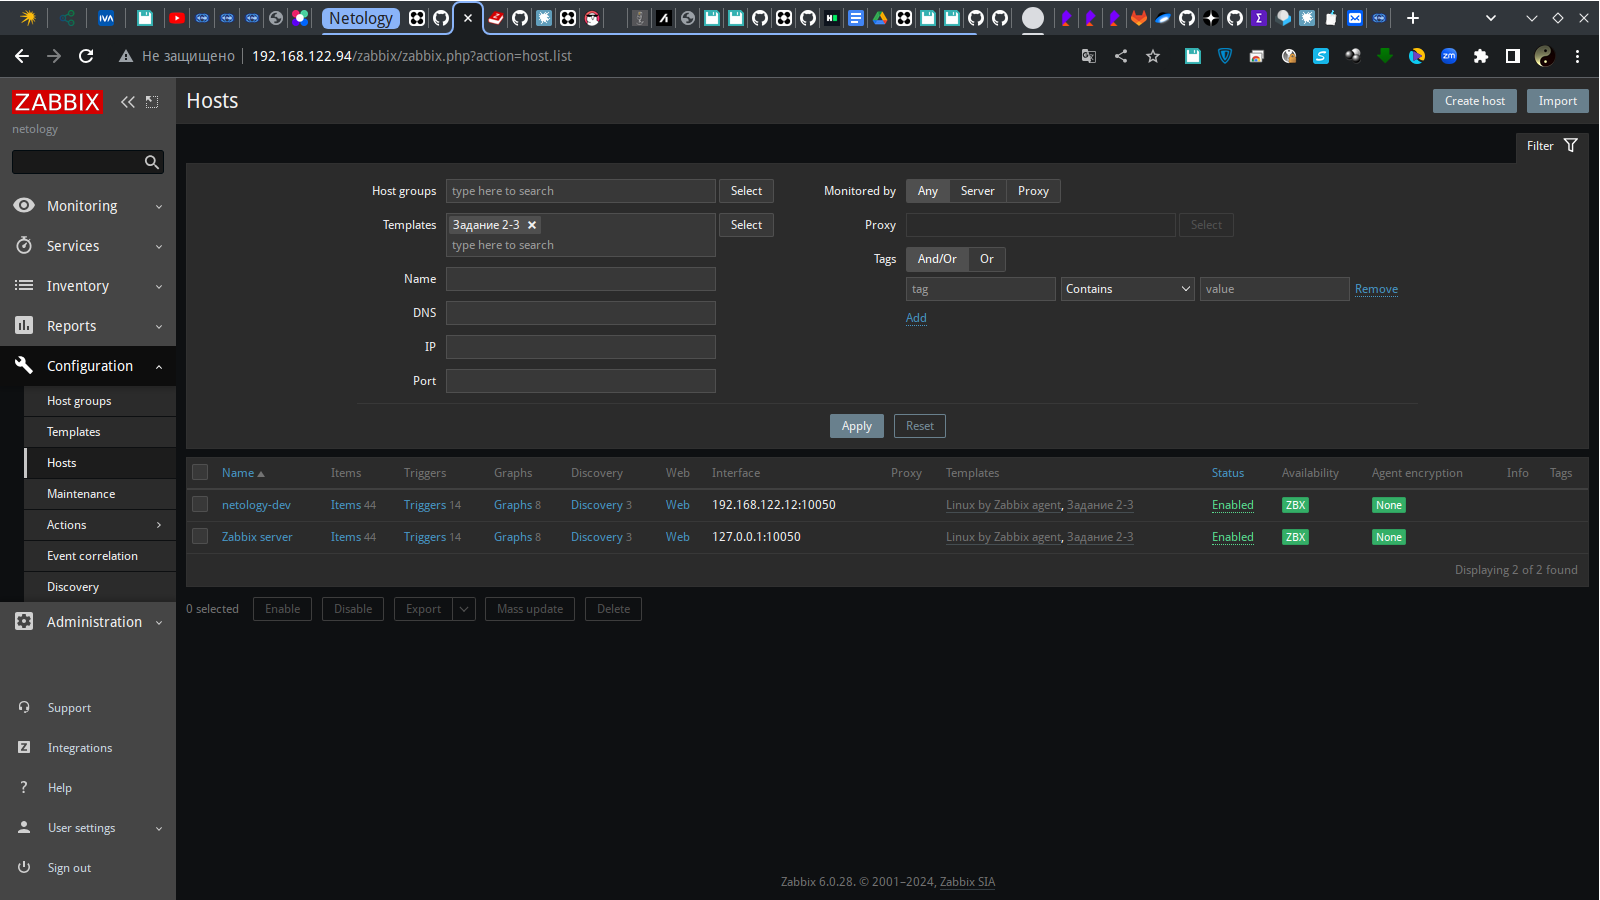 Netology
Не защищено 192.168.122.94/zabbix/zabbix.php?action=host.list
ZABBIX
netology
Hosts
Create host Import
Filter
Monitoring
Services
Inventory
Reports
Configuration
Host groups
Templates
Hosts
Maintenance
Actions
Event correlation
Discovery
Administration
Support
Integrations
Help
User settings
Sign out
Host groups type here to search Select
Templates Задание 2-3 Select
type here to search
Name
DNS
IP
Port
Monitored by Any Server Proxy
Proxy Select
Tags And/Or Or
tag Contains value Remove
Add
Apply Reset
Name Items Triggers Graphs Discovery Web Interface Proxy Templates Status Availability Agent encryption Info Tags
netology-dev Items 44 Triggers 14 Graphs 8 Discovery 3 Web 192.168.122.12:10050 Linux by Zabbix agent, Задание 2-3 Enabled ZBX None
Zabbix server Items 44 Triggers 14 Graphs 8 Discovery 3 Web 127.0.0.1:10050 Linux by Zabbix agent, Задание 2-3 Enabled ZBX None
Displaying 2 of 2 found
0 selected Enable Disable Export Mass update Delete
Zabbix 6.0.28. © 2001–2024, Zabbix SIA